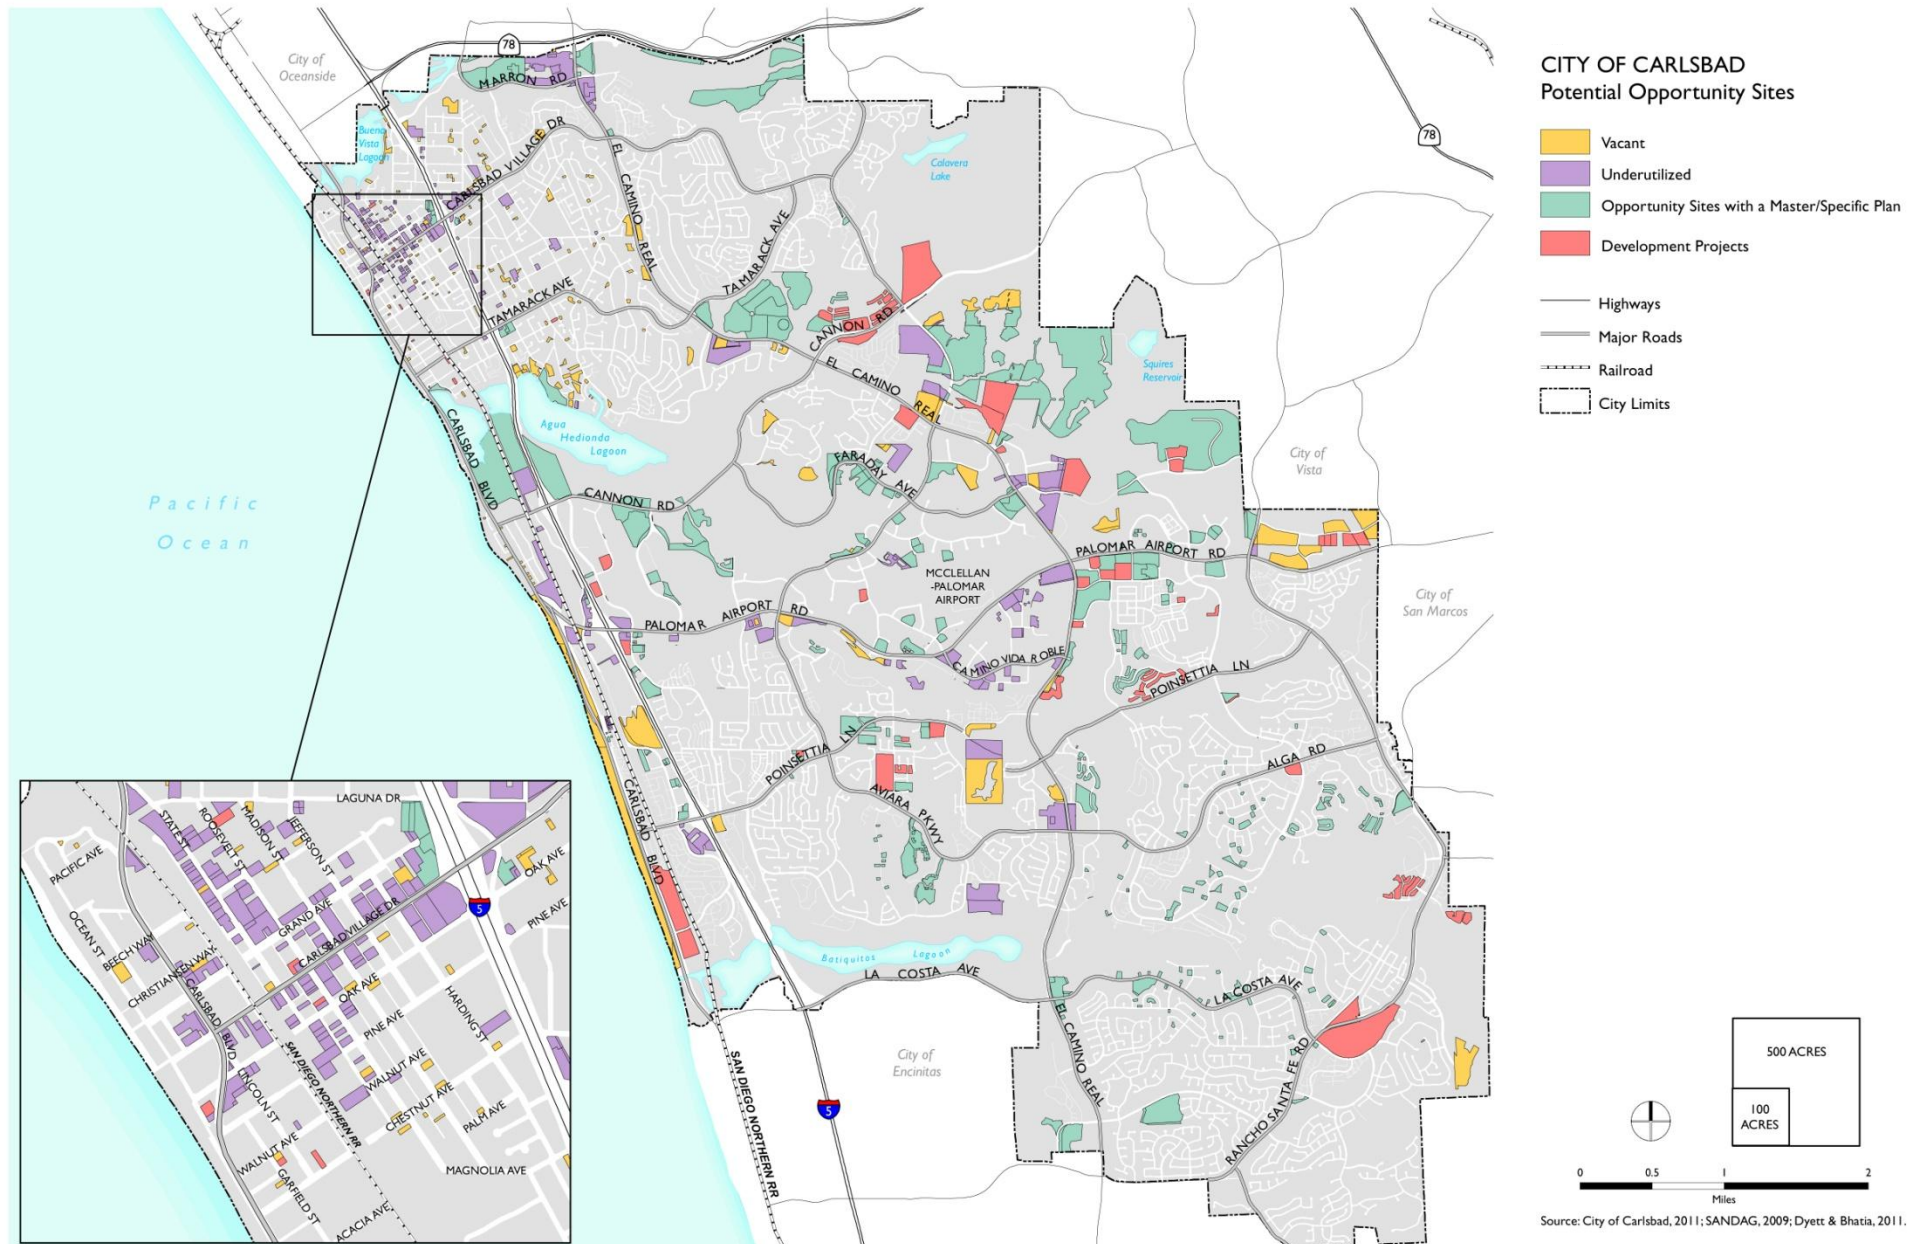 CITY OF CARLSBAD
Potential Opportunity Sites
Vacant
Underutilized
Opportunity Sites with a Master/Specific Plan
Development Projects
Highways
Major Roads
Railroad
City Limits
City of
Oceanside
78
MARRON RD
Buena
Vista
Lagoon
CARLSBAD VILLAGE DR
EL CAMINO REAL
Calavera
Lake
78
TAMARACK AVE
TAMARACK AVE
CANNON RD
EL CAMINO REAL
Squires
Reservoir
Agua
Hedionda
Lagoon
CARLSBAD BLVD
FARADAY AVE
City of
Vista
Pacific
Ocean
CANNON RD
PALOMAR AIRPORT RD
MCCLELLAN
-PALOMAR
AIRPORT
City of
San Marcos
PALOMAR AIRPORT RD
CAMINO VIDA ROBLE
POINSETTIA LN
POINSETTIA LN
ALGA RD
CARLSBAD BLVD
AVIARA PKWY
Batiquitos Lagoon
LA COSTA AVE
LA COSTA AVE
EL CAMINO REAL
RANCHO SANTA FE RD
City of
Encinitas
SAN DIEGO NORTHERN RR
5
LAGUNA DR
STATE ST
ROOSEVELT ST
MADISON ST
JEFFERSON ST
PACIFIC AVE
OAK AVE
5
PINE AVE
GRAND AVE
CARLSBAD VILLAGE DR
OCEAN ST
BEECH WAY
CHRISTIANSEN WAY
CARLSBAD BLVD
OAK AVE
HARDING ST
PINE AVE
SAN DIEGO NORTHERN RR
WALNUT AVE
LINCOLN ST
CHESTNUT AVE
PALM AVE
WALNUT AVE
MAGNOLIA AVE
GARFIELD ST
ACACIA AVE
500 ACRES
100
ACRES
0 0.5 1 2
Miles
Source: City of Carlsbad, 2011; SANDAG, 2009; Dyett & Bhatia, 2011.